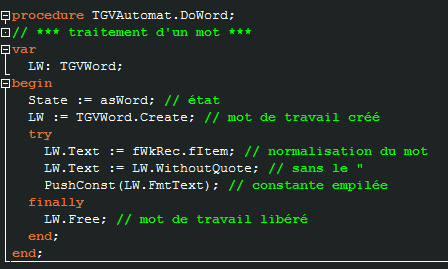 procedure TGVAutomat.DoWord;
// *** traitement d'un mot ***
var
  LW: TGVWord;
begin
  State := asWord; // état
  LW := TGVWord.Create; // mot de travail créé
  try
    LW.Text := fWkRec.fItem; // normalisation du mot
    LW.Text := LW.WithoutQuote; // sans le "
    PushConst(LW.FmtText); // constante empilée
  finally
    LW.Free; // mot de travail libéré
  end;
end;